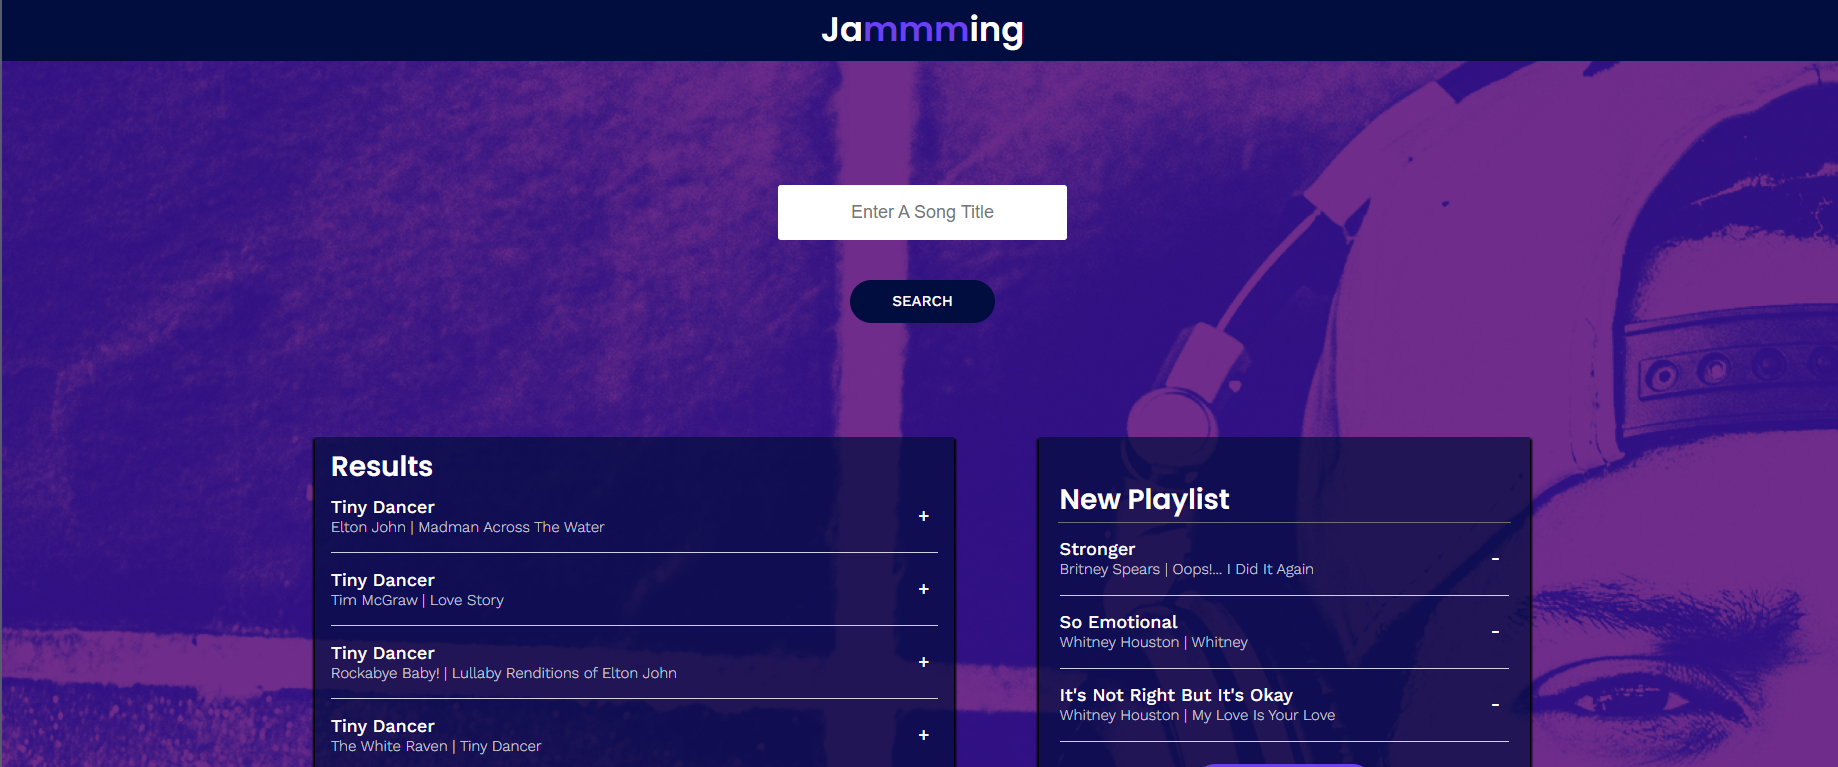 Jammming
Enter A Song Title
SEARCH
Results
Tiny Dancer
Elton John | Madman Across The Water
+
Tiny Dancer
Tim McGraw | Love Story
+
Tiny Dancer
Rockabye Baby! | Lullaby Renditions of Elton John
+
Tiny Dancer
The White Raven | Tiny Dancer
+
New Playlist
Stronger
Britney Spears | Oops!... I Did It Again
-
So Emotional
Whitney Houston | Whitney
-
It's Not Right But It's Okay
Whitney Houston | My Love Is Your Love
-